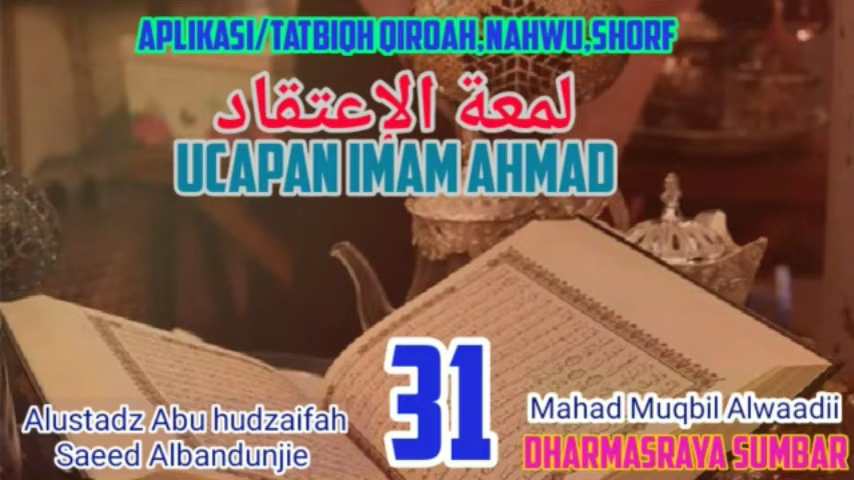 APLIKASI/TATBIQH QIROAH,NAHWU,SHORF
لمعة الإعتقاد
UCAPAN IMAM AHMAD
31
Alustadz Abu hudzaifah
Saeed Albandunjie
Mahad Muqbil Alwaadii
DHARMASRAYA SUMBAR